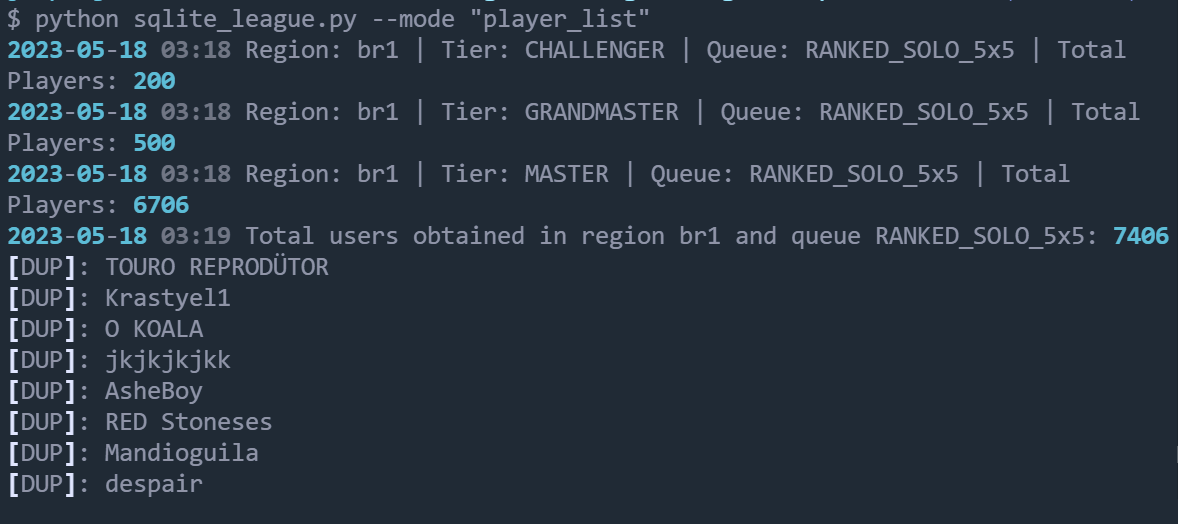 $ python sqlite_league.py --mode "player_list"
2023-05-18 03:18 Region: br1 | Tier: CHALLENGER | Queue: RANKED_SOLO_5x5 | Total
Players: 200
2023-05-18 03:18 Region: br1 | Tier: GRANDMASTER | Queue: RANKED_SOLO_5x5 | Total
Players: 500
2023-05-18 03:18 Region: br1 | Tier: MASTER | Queue: RANKED_SOLO_5x5 | Total
Players: 6706
2023-05-18 03:19 Total users obtained in region br1 and queue RANKED_SOLO_5x5: 7406
[DUP]: TOURO REPRODÜTOR
[DUP]: Krastyel1
[DUP]: O KOALA
[DUP]: jkjkjkjkk
[DUP]: AsheBoy
[DUP]: RED Stoneses
[DUP]: Mandioguila
[DUP]: despair